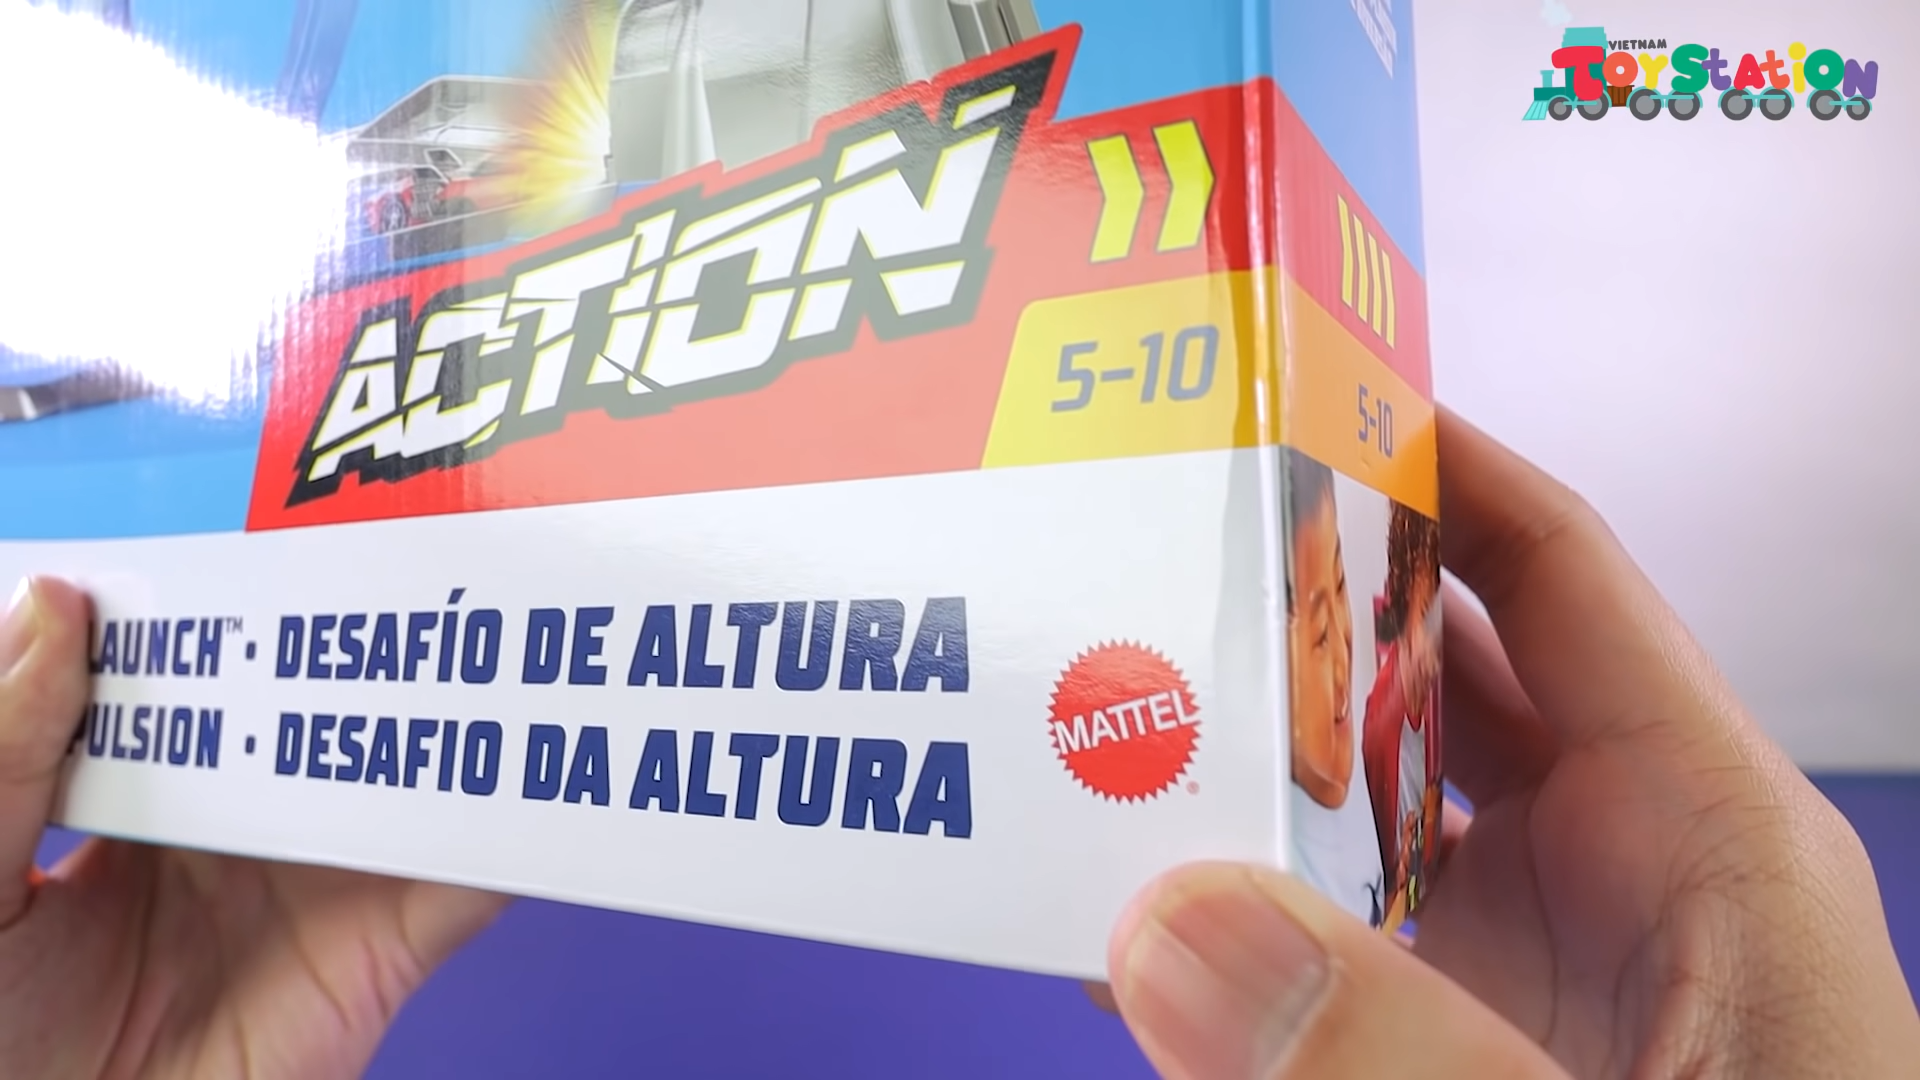 VIETNAM
TOYSTATION
ACTION
5-10
5-10
LAUNCH™ • DESAFÍO DE ALTURA
PULSION • DESAFIO DA ALTURA
MATTEL
®